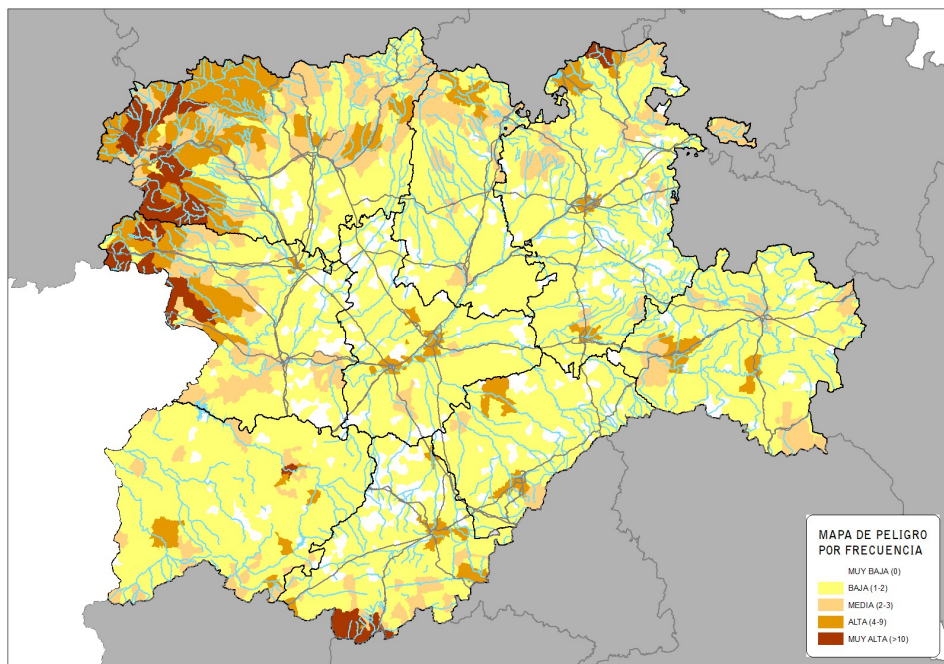 MAPA DE PELIGRO
POR FRECUENCIA
MUY BAJA (0)
BAJA (1-2)
MEDIA (2-3)
ALTA (4-9)
MUY ALTA (>10)